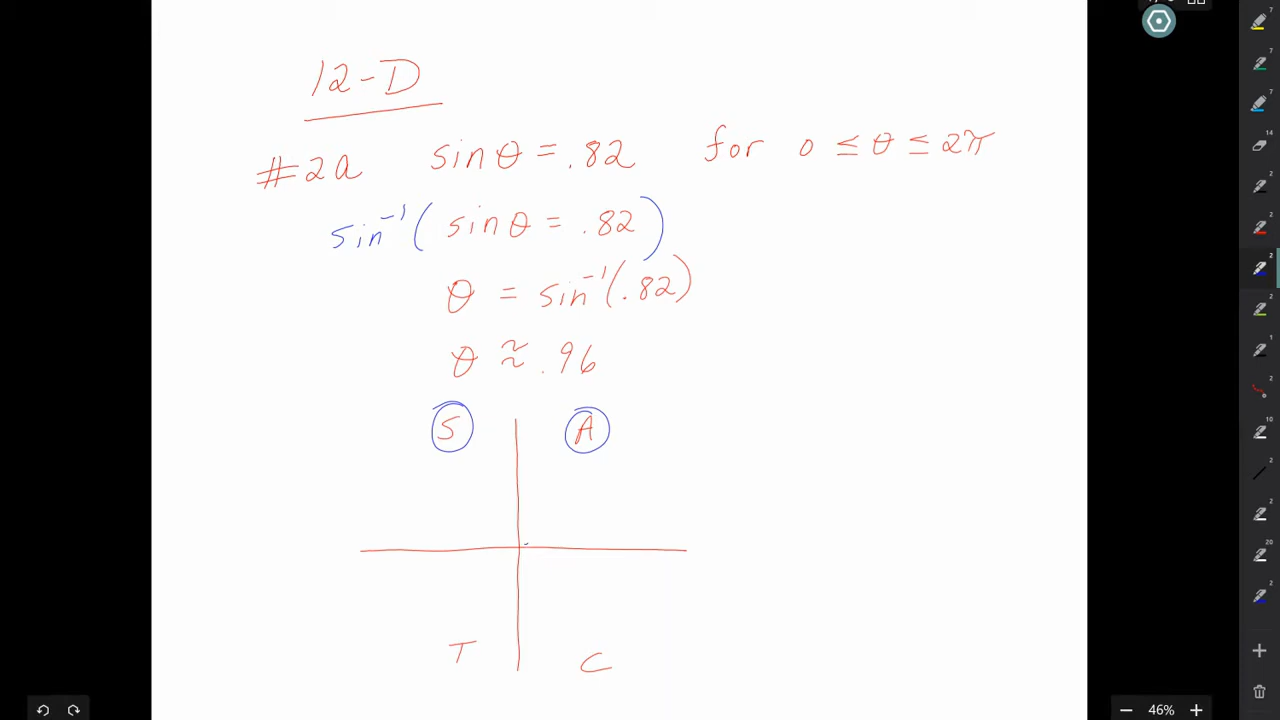 12-D
#2a sinθ = .82 for 0 ≤ θ ≤ 2π
sin⁻¹( sinθ = .82 )
θ = sin⁻¹(.82)
θ ≈ .96
S A
T C
46%